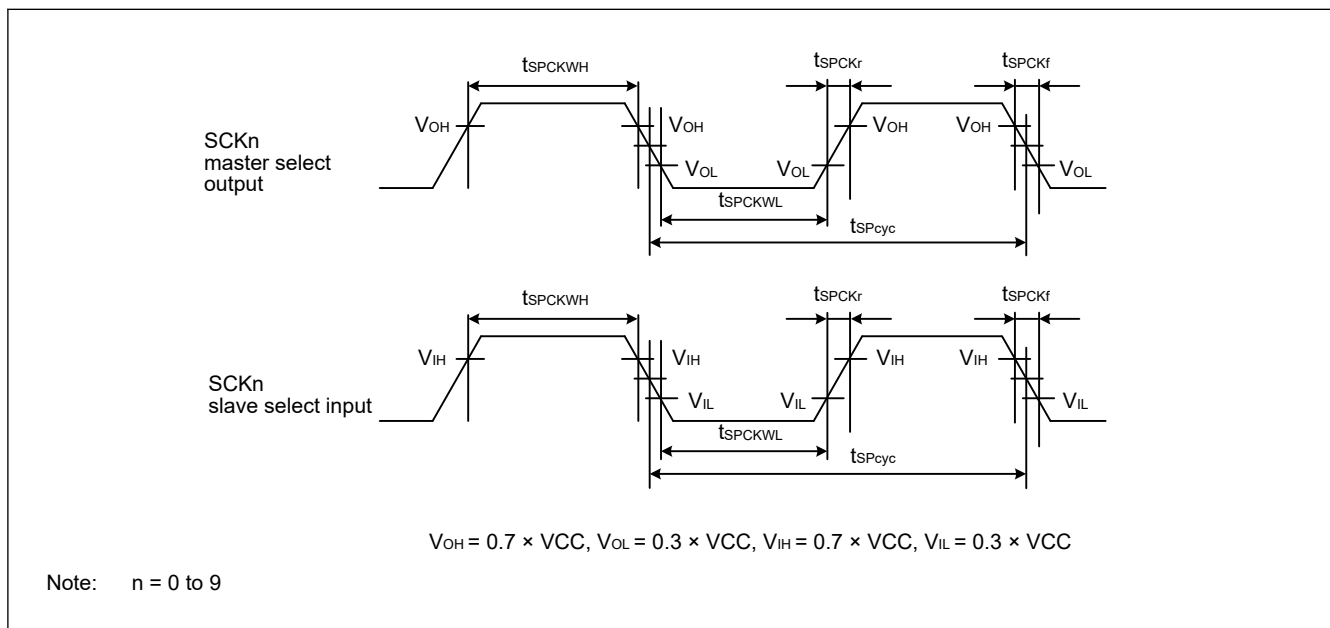 tSPCKWH
tSPCKr
tSPCKf
VOH
VOH
VOH
VOH
SCKn
master select
output
VOL
VOL
VOL
tSPCKWL
tSPcyc
tSPCKWH
tSPCKr
tSPCKf
VIH
VIH
VIH
VIH
SCKn
slave select input
VIL
VIL
VIL
tSPCKWL
tSPcyc
VOH = 0.7 × VCC, VOL = 0.3 × VCC, VIH = 0.7 × VCC, VIL = 0.3 × VCC
Note: n = 0 to 9